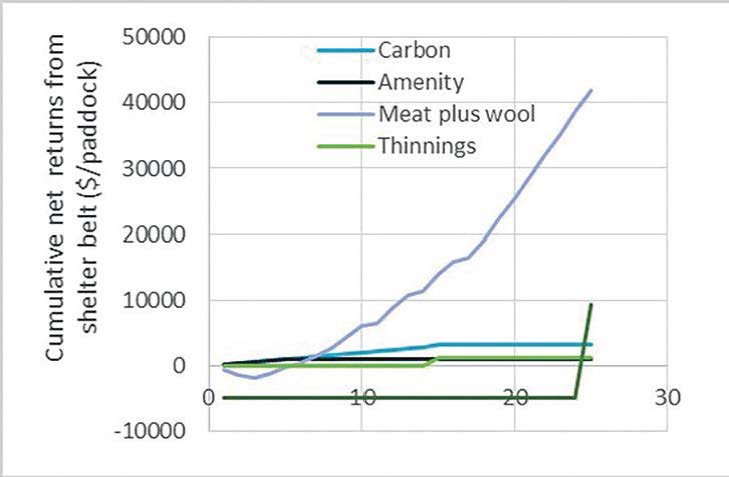 Cumulative net returns from
shelter belt ($/paddock)
50000
40000
30000
20000
10000
0
-10000
0
10
20
30
Carbon
Amenity
Meat plus wool
Thinnings